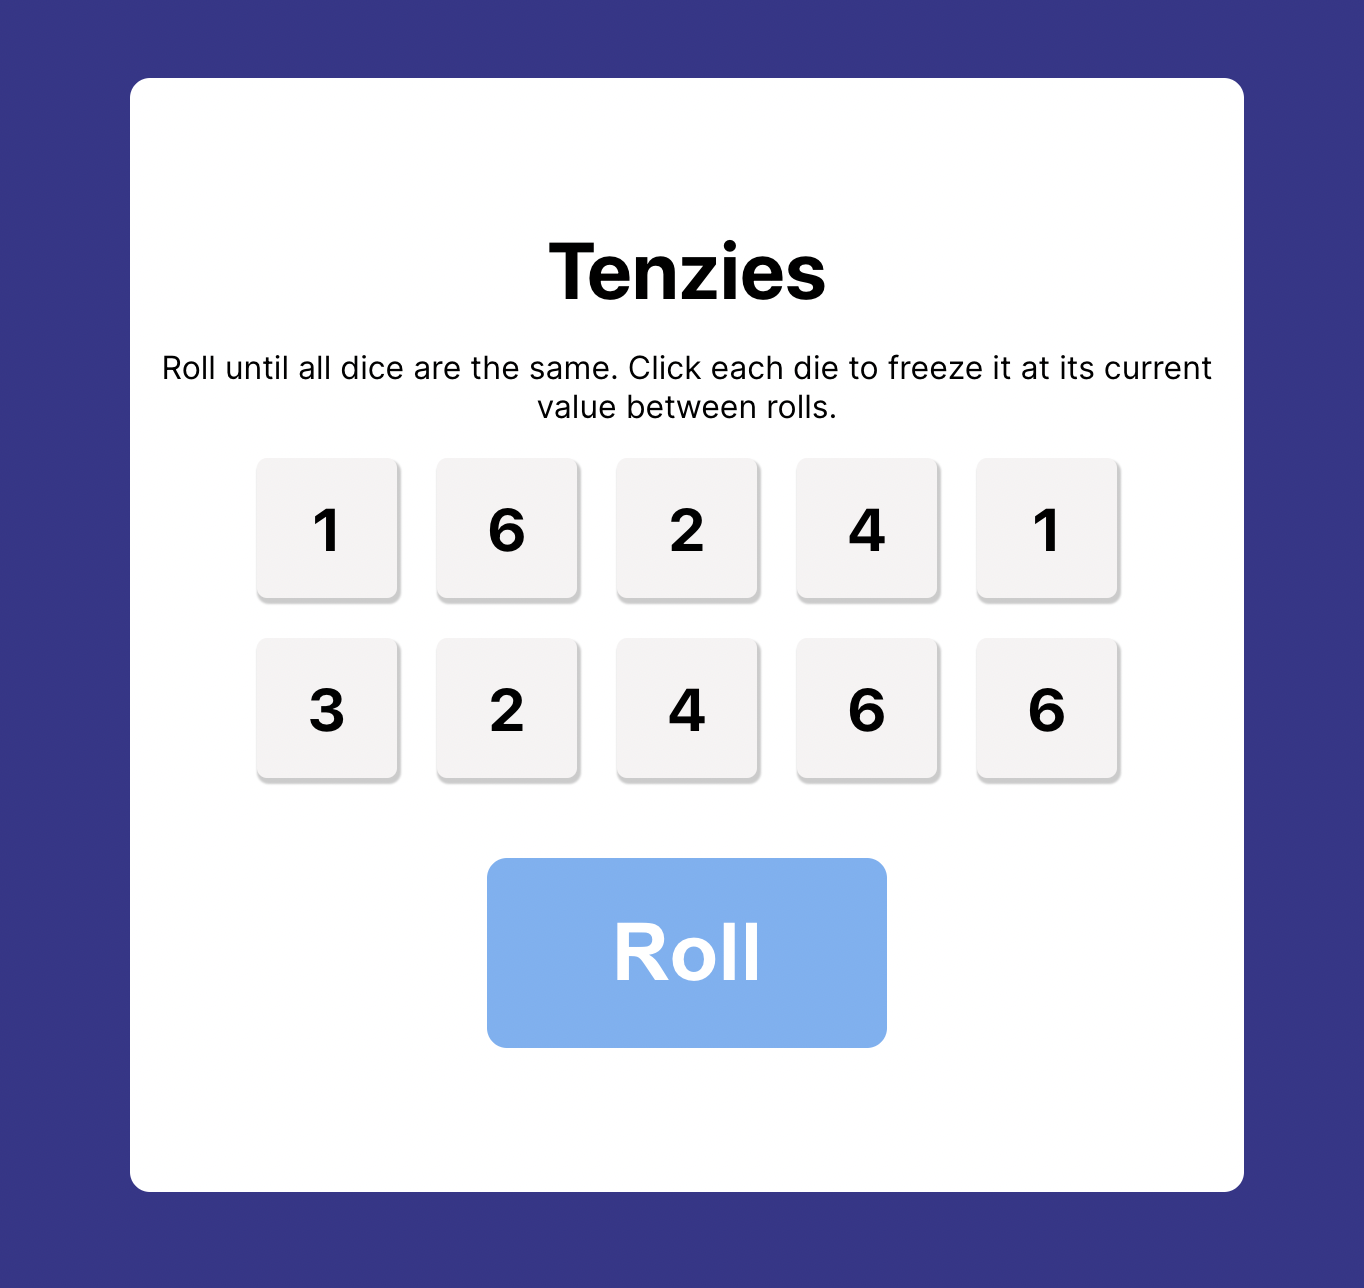 Tenzies
Roll until all dice are the same. Click each die to freeze it at its current
value between rolls.
1 6 2 4 1
3 2 4 6 6
Roll